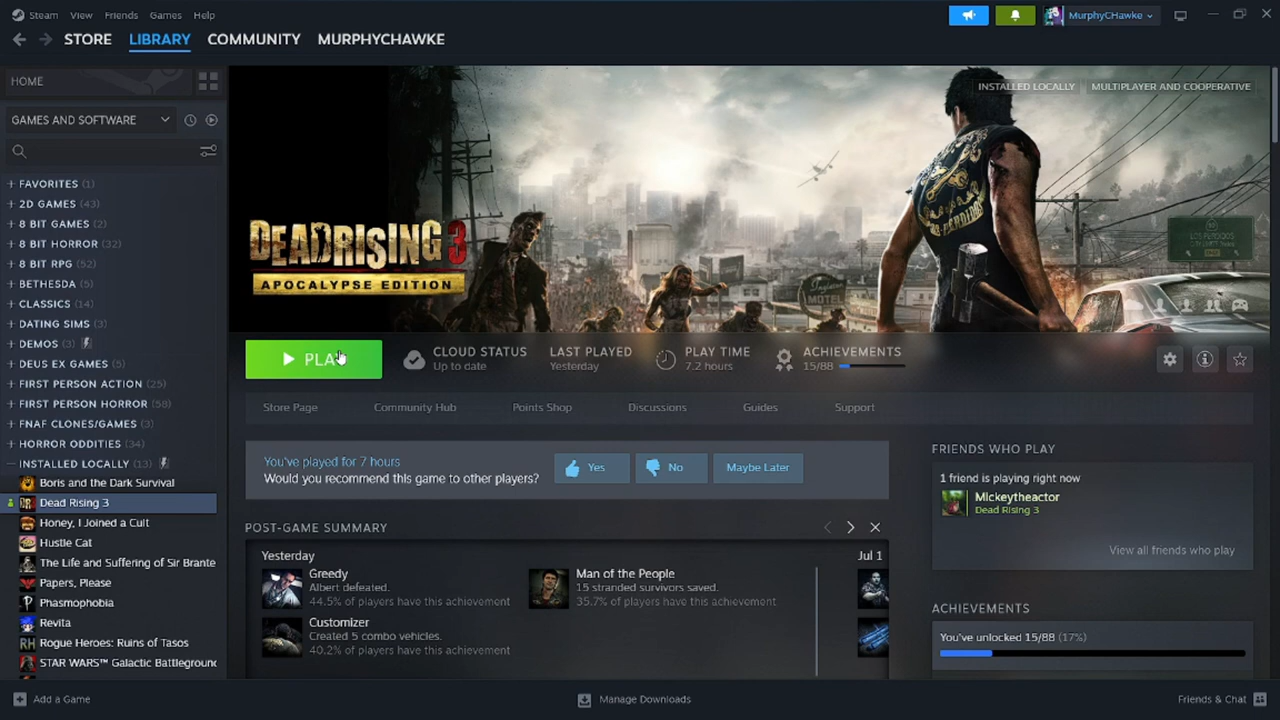 Steam View Friends Games Help MurphyCHawke
STORE LIBRARY COMMUNITY MURPHYCHAWKE
HOME
GAMES AND SOFTWARE
FAVORITES (1)
2D GAMES (43)
8 BIT GAMES (2)
8 BIT HORROR (32)
8 BIT RPG (52)
BETHESDA (5)
CLASSICS (14)
DATING SIMS (3)
DEMOS (3)
DEUS EX GAMES (5)
FIRST PERSON ACTION (25)
FIRST PERSON HORROR (58)
FNAF CLONES/GAMES (3)
HORROR ODDITIES (34)
INSTALLED LOCALLY (13)
Boris and the Dark Survival
Dead Rising 3
Honey, I Joined a Cult
Hustle Cat
The Life and Suffering of Sir Brante
Papers, Please
Phasmophobia
Revita
RH Rogue Heroes: Ruins of Tasos
STAR WARS™ Galactic Battleground
Add a Game
INSTALLED LOCALLY MULTIPLAYER AND COOPERATIVE
DEADRISING 3
APOCALYPSE EDITION
LOS PERDIDOS
CITY LIMIT
Ingleton
MOTEL
PLAY
CLOUD STATUS
Up to date
LAST PLAYED
Yesterday
PLAY TIME
7.2 hours
ACHIEVEMENTS
15/88
Store Page Community Hub Points Shop Discussions Guides Support
You've played for 7 hours
Would you recommend this game to other players?
Yes No Maybe Later
POST-GAME SUMMARY
Yesterday
Greedy
Albert defeated.
44.5% of players have this achievement
Man of the People
15 stranded survivors saved.
35.7% of players have this achievement
Customizer
Created 5 combo vehicles.
40.2% of players have this achievement
Jul 1
FRIENDS WHO PLAY
1 friend is playing right now
Mickeytheactor
Dead Rising 3
View all friends who play
ACHIEVEMENTS
You've unlocked 15/88 (17%)
Manage Downloads
Friends & Chat